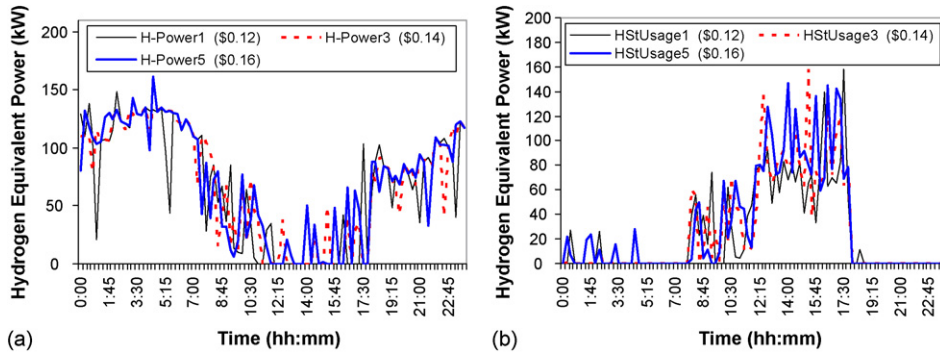 200
150
100
50
0
Hydrogen Equivalent Power (kW)
H-Power1 ($0.12) H-Power3 ($0.14)
H-Power5 ($0.16)
0:00 1:45 3:30 5:15 7:00 8:45 10:30 12:15 14:00 15:45 17:30 19:15 21:00 22:45
Time (hh:mm)
(a)
200
180
160
140
120
100
80
60
40
20
0
Hydrogen Equivalent Power (kW)
HStUsage1 ($0.12) HStUsage3 ($0.14)
HStUsage5 ($0.16)
0:00 1:45 3:30 5:15 7:00 8:45 10:30 12:15 14:00 15:45 17:30 19:15 21:00 22:45
Time (hh:mm)
(b)